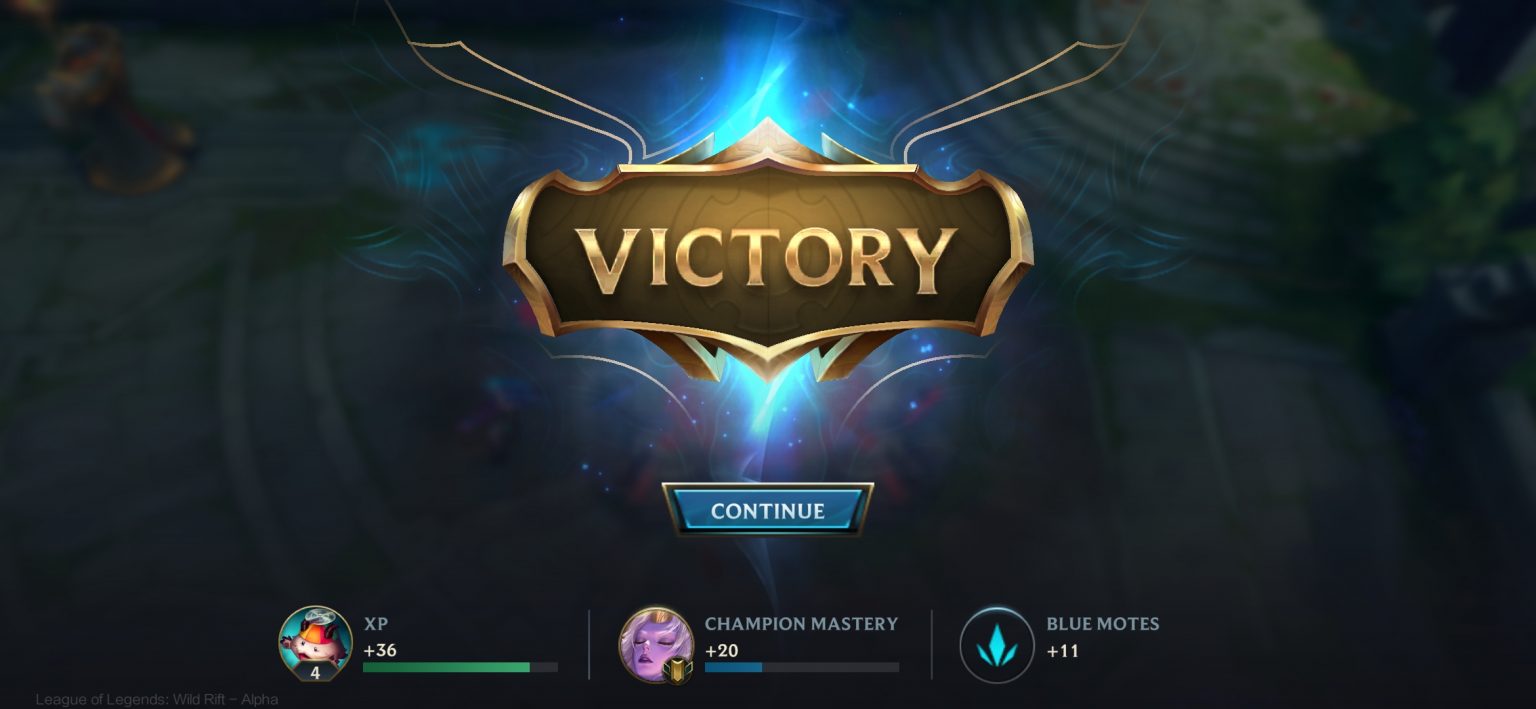 VICTORY
CONTINUE
XP
+36
4
CHAMPION MASTERY
+20
BLUE MOTES
+11
League of Legends: Wild Rift – Alpha